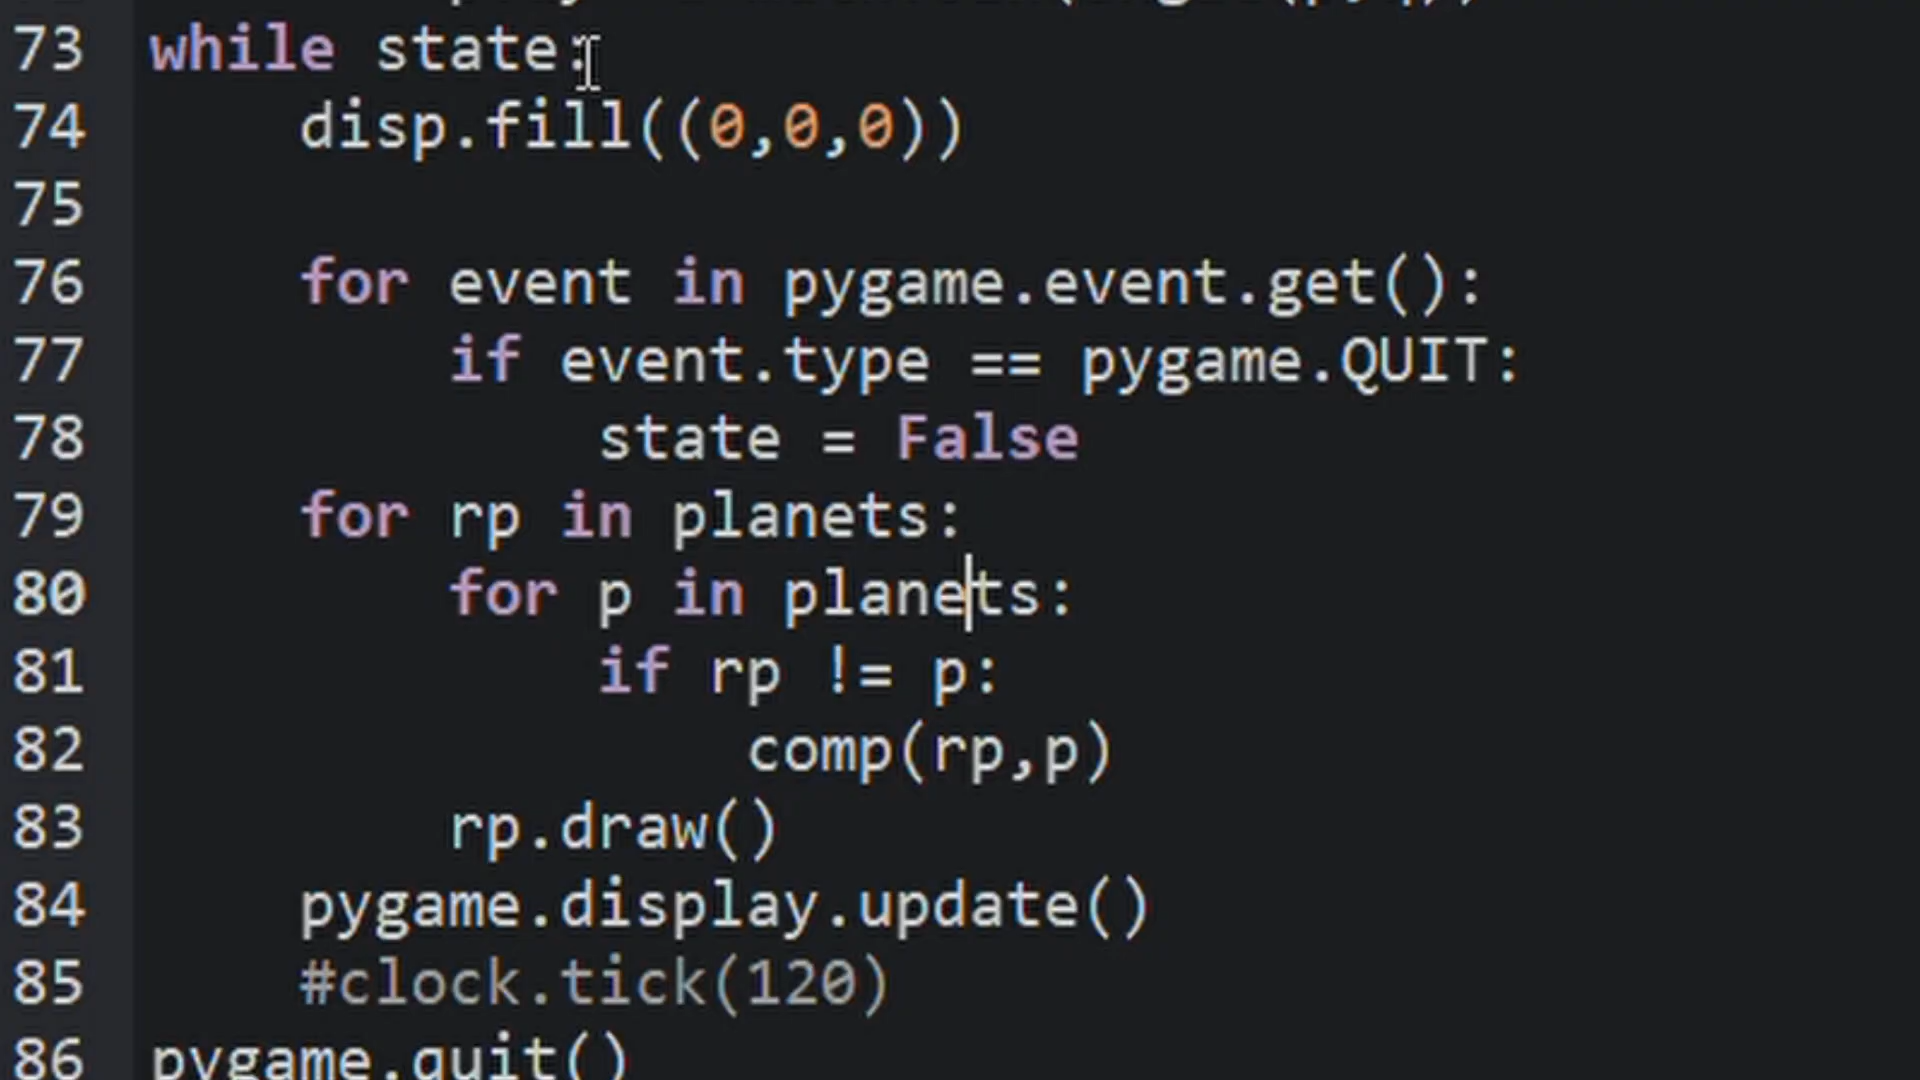 73 while state:
74     disp.fill((0,0,0))
75
76     for event in pygame.event.get():
77         if event.type == pygame.QUIT:
78             state = False
79     for rp in planets:
80         for p in planets:
81             if rp != p:
82                 comp(rp,p)
83         rp.draw()
84     pygame.display.update()
85     #clock.tick(120)
86 pygame.quit()